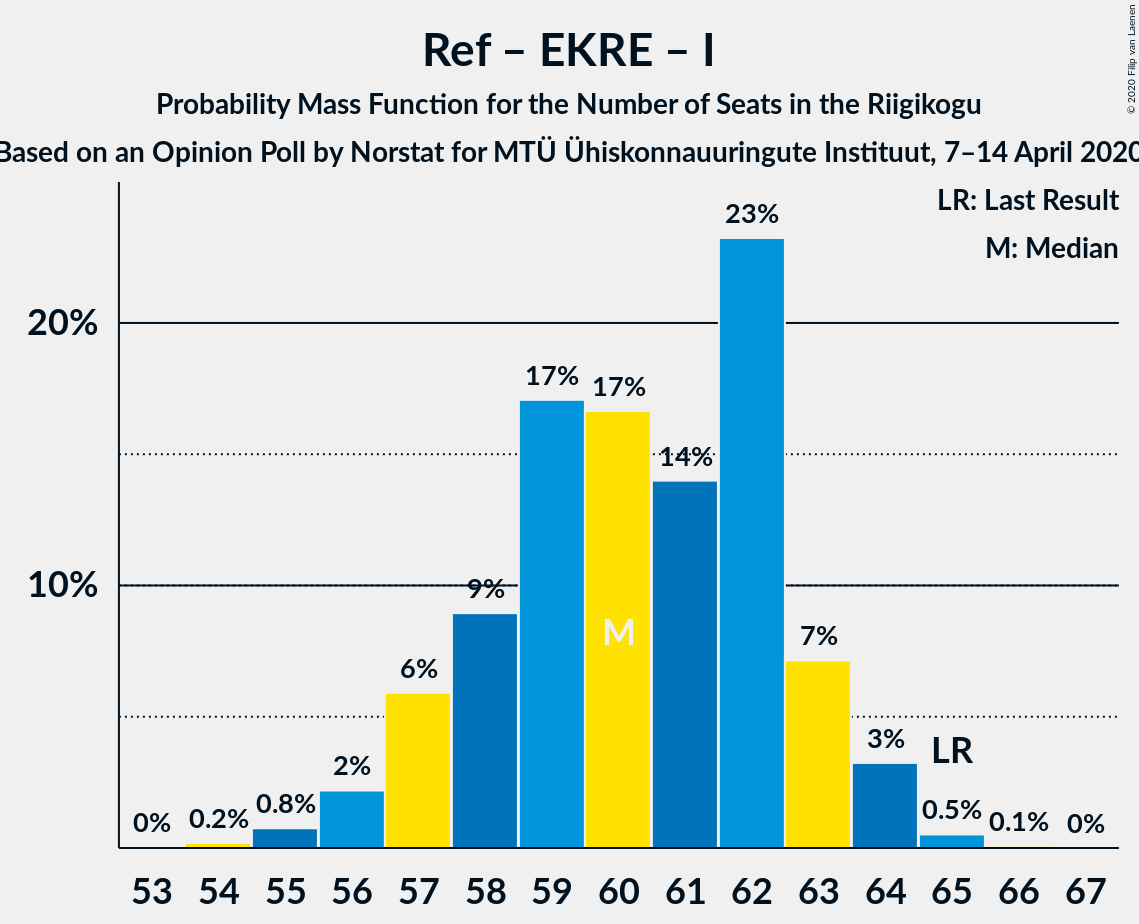 Ref – EKRE – I
Probability Mass Function for the Number of Seats in the Riigikogu
Based on an Opinion Poll by Norstat for MTÜ Ühiskonnauuringute Instituut, 7–14 April 2020
© 2020 Filip van Laenen
LR: Last Result
M: Median
20%
10%
0%
0.2%
0.8%
2%
6%
9%
17%
17%
14%
23%
7%
3%
0.5%
0.1%
0%
M
LR
53 54 55 56 57 58 59 60 61 62 63 64 65 66 67